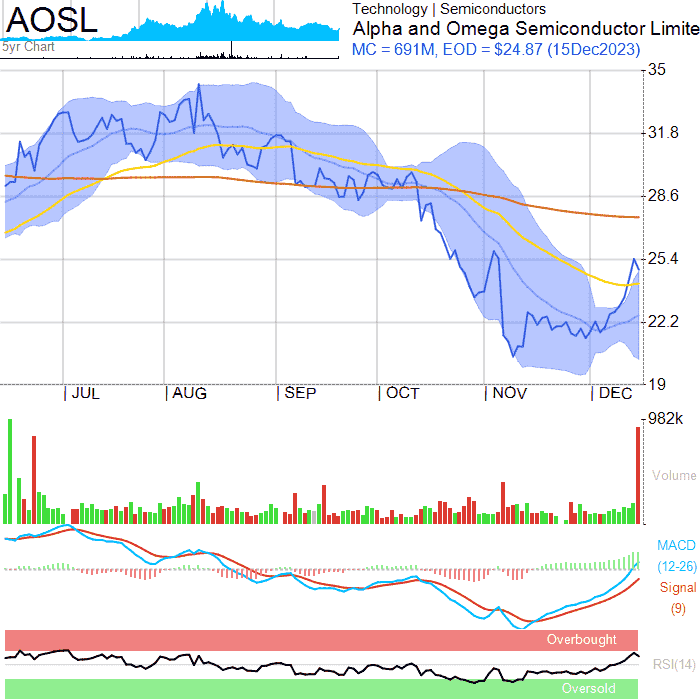 AOSL
5yr Chart
Technology | Semiconductors
Alpha and Omega Semiconductor Limite
MC = 691M, EOD = $24.87 (15Dec2023)
35
31.8
28.6
25.4
22.2
19
JUL AUG SEP OCT NOV DEC
982k
Volume
MACD
(12-26)
Signal
(9)
Overbought
RSI(14)
Oversold